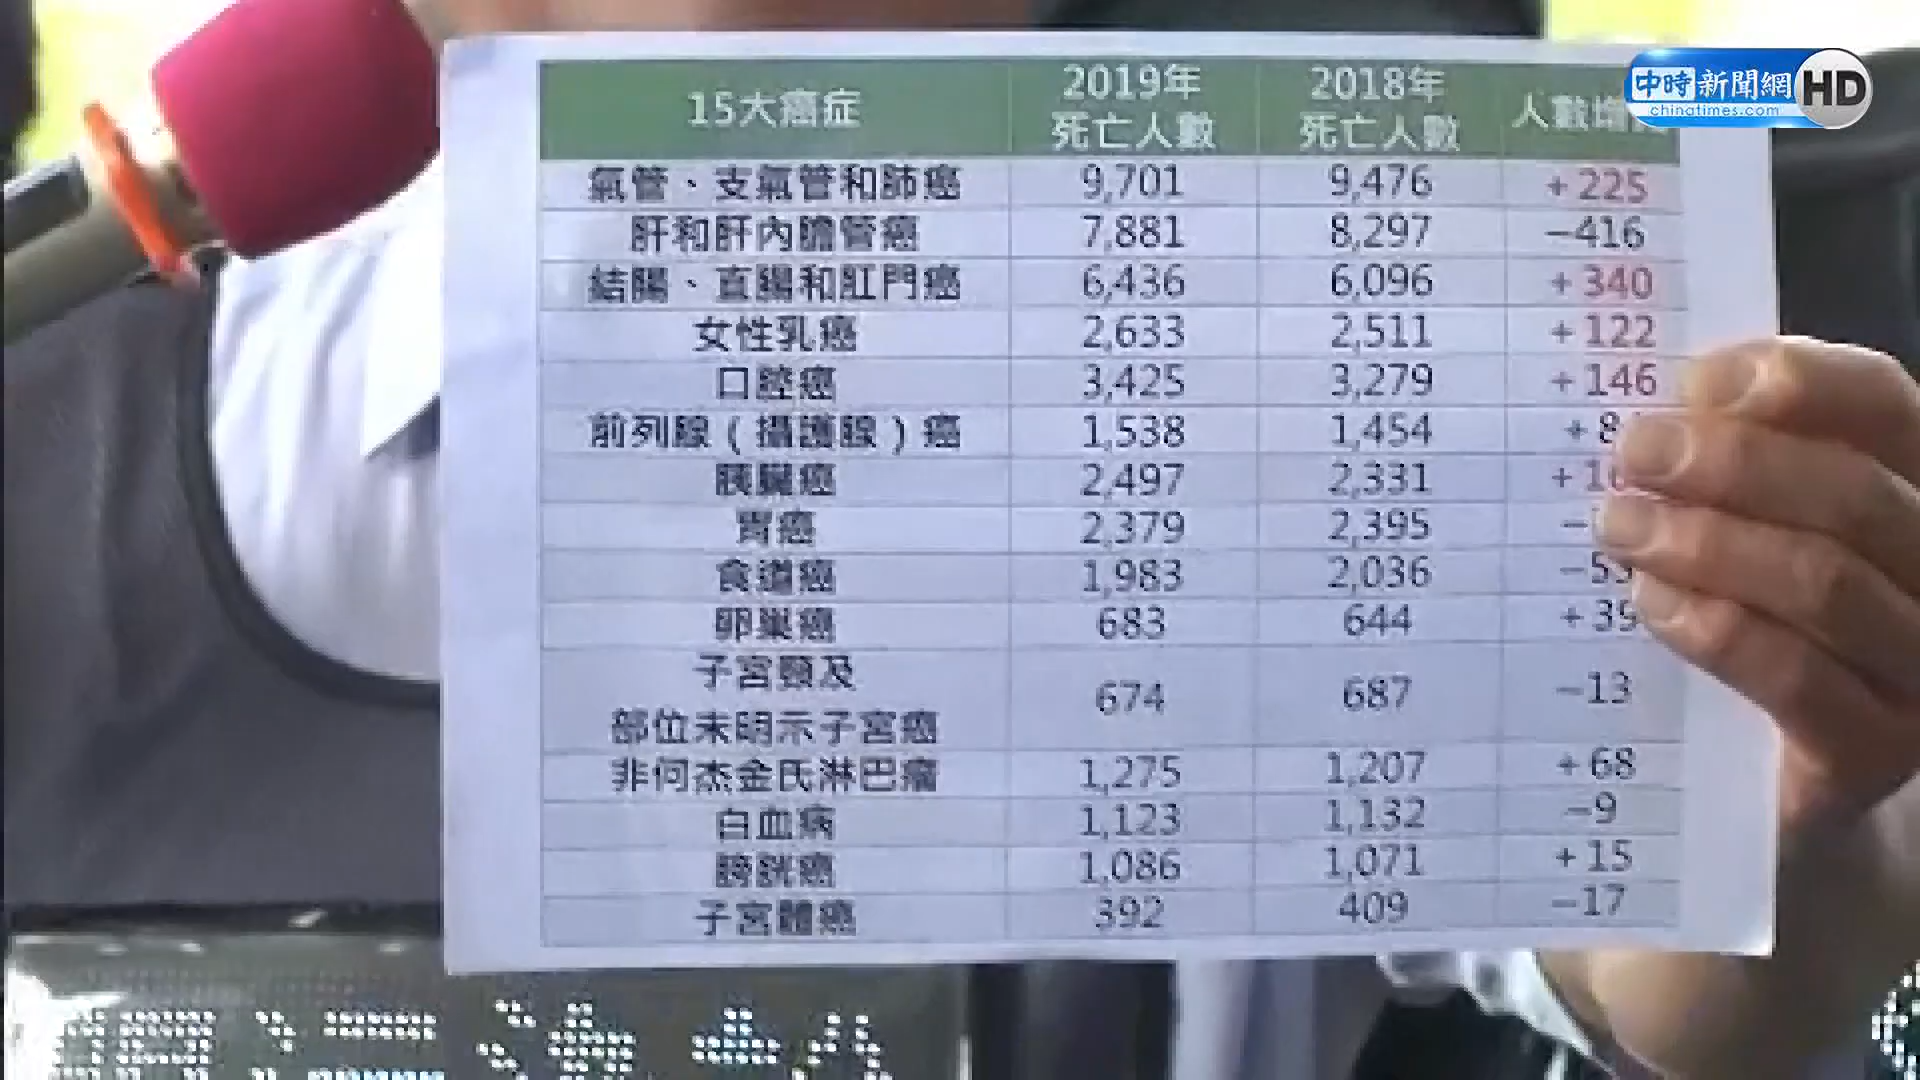 中時新聞網 HD
chinatimes.com
15大癌症 2019年死亡人數 2018年死亡人數 人數增
氣管、支氣管和肺癌 9,701 9,476 +225
肝和肝內膽管癌 7,881 8,297 −416
結腸、直腸和肛門癌 6,436 6,096 +340
女性乳癌 2,633 2,511 +122
口腔癌 3,425 3,279 +146
前列腺（攝護腺）癌 1,538 1,454 +8
胰臟癌 2,497 2,331 +16
胃癌 2,379 2,395 −
食道癌 1,983 2,036 −53
卵巢癌 683 644 +39
子宮頸及
部位未明示子宮癌 674 687 −13
非何杰金氏淋巴瘤 1,275 1,207 +68
白血病 1,123 1,132 −9
膀胱癌 1,086 1,071 +15
子宮體癌 392 409 −17